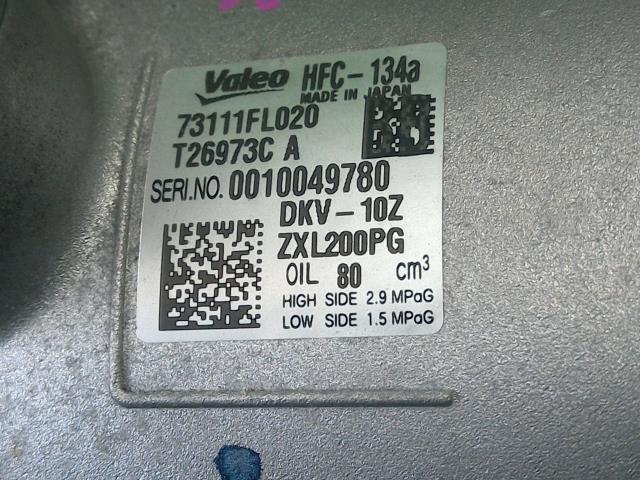 Valeo HFC-134a
MADE IN JAPAN
73111FL020
T26973C A
SERI.NO. 0010049780
DKV-10Z
ZXL200PG
OIL 80 cm³
HIGH SIDE 2.9 MPaG
LOW SIDE 1.5 MPaG